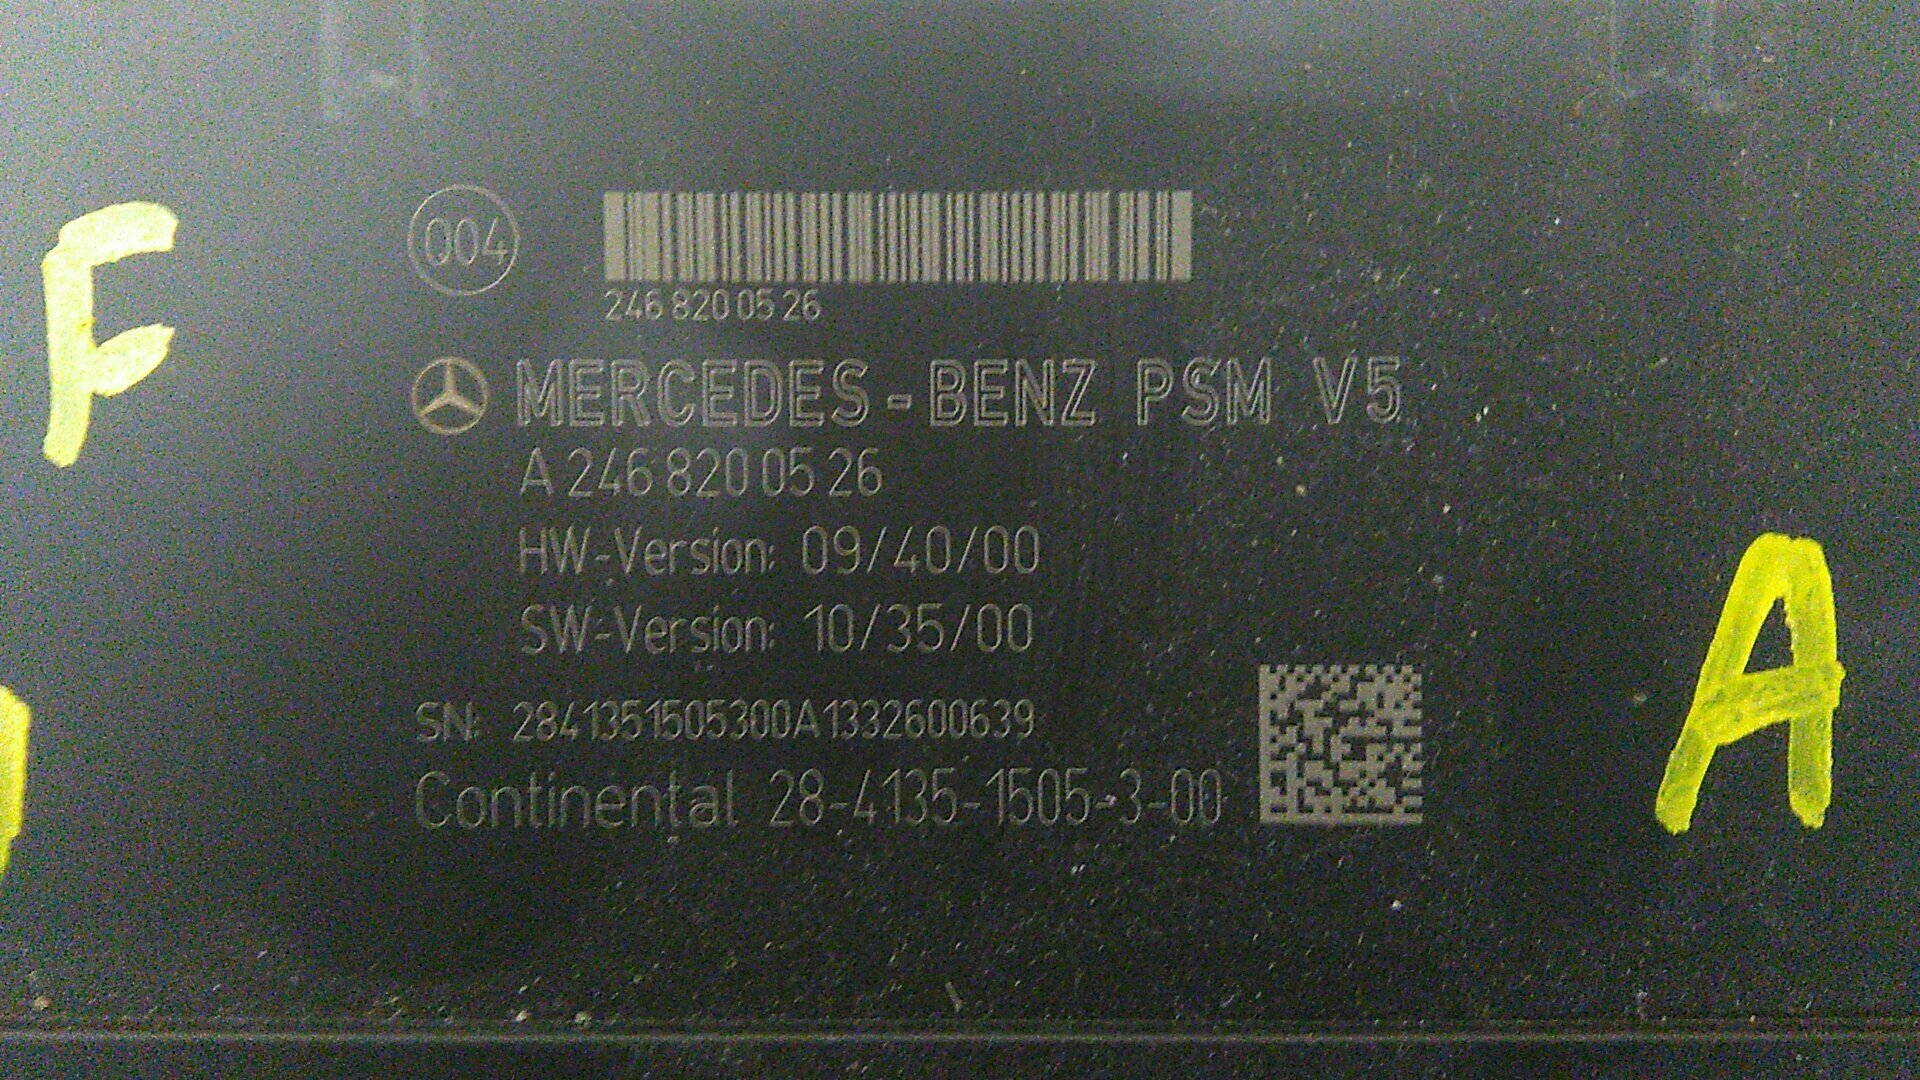 004
246 820 05 26
F
MERCEDES-BENZ PSM V5
A 246 820 05 26
HW-Version: 09/40/00
SW-Version: 10/35/00
A
SN: 2841351505300A1332600639
Continental 28-4135-1505-3-00